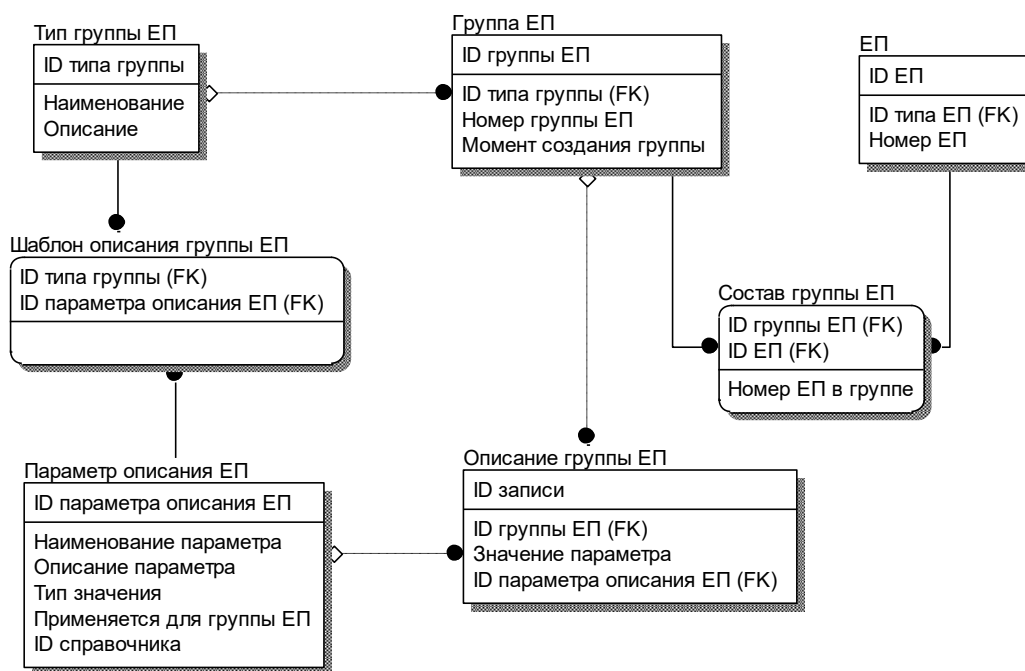 Тип группы ЕП
ID типа группы
Наименование
Описание
Группа ЕП
ID группы ЕП
ID типа группы (FK)
Номер группы ЕП
Момент создания группы
ЕП
ID ЕП
ID типа ЕП (FK)
Номер ЕП
Шаблон описания группы ЕП
ID типа группы (FK)
ID параметра описания ЕП (FK)
Состав группы ЕП
ID группы ЕП (FK)
ID ЕП (FK)
Номер ЕП в группе
Параметр описания ЕП
ID параметра описания ЕП
Наименование параметра
Описание параметра
Тип значения
Применяется для группы ЕП
ID справочника
Описание группы ЕП
ID записи
ID группы ЕП (FK)
Значение параметра
ID параметра описания ЕП (FK)